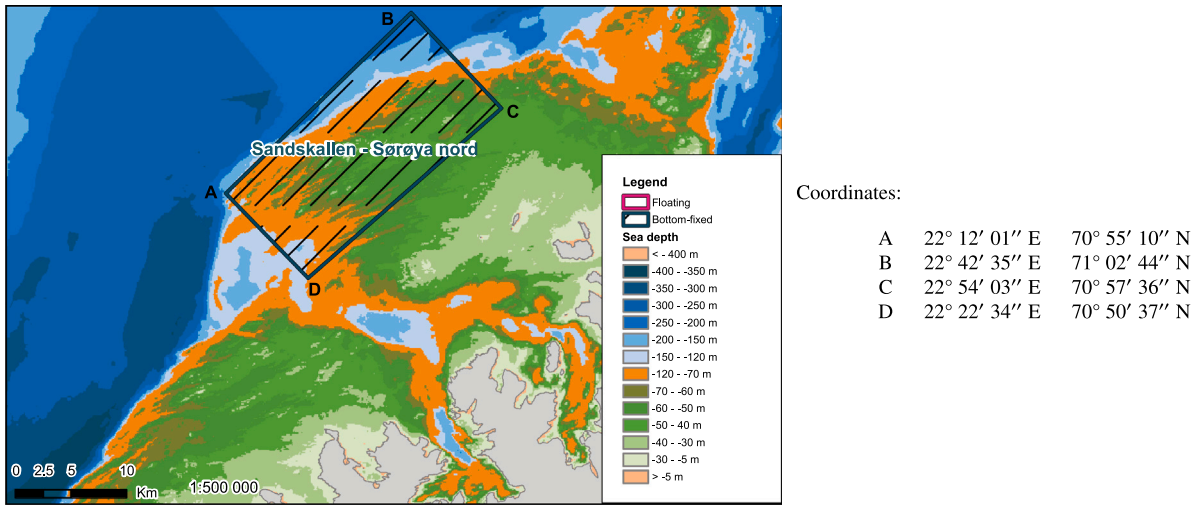 B
C
Sandskallen - Sørøya nord
A
D
Legend
Floating
Bottom-fixed
Sea depth
< - 400 m
-400 - -350 m
-350 - -300 m
-300 - -250 m
-250 - -200 m
-200 - -150 m
-150 - -120 m
-120 - -70 m
-70 - -60 m
-60 - -50 m
-50 - 40 m
-40 - -30 m
-30 - -5 m
> -5 m
0 2.5 5 10
Km
1:500 000
Coordinates:
A 22° 12′ 01′′ E 70° 55′ 10′′ N
B 22° 42′ 35′′ E 71° 02′ 44′′ N
C 22° 54′ 03′′ E 70° 57′ 36′′ N
D 22° 22′ 34′′ E 70° 50′ 37′′ N